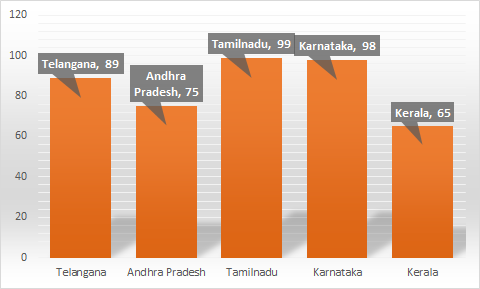 120
100
80
60
40
20
0
Telangana, 89
Andhra
Pradesh, 75
Tamilnadu, 99
Karnataka, 98
Kerala, 65
Telangana
Andhra Pradesh
Tamilnadu
Karnataka
Kerala